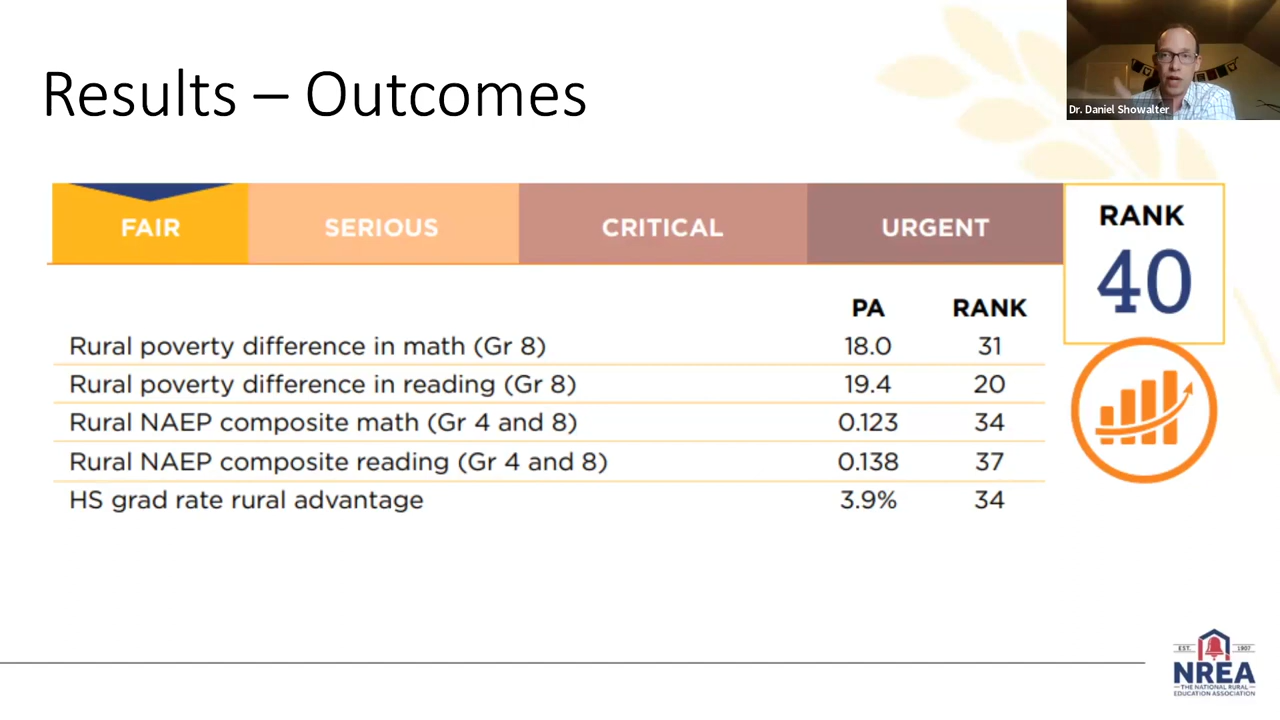 Results – Outcomes
Dr. Daniel Showalter
FAIR SERIOUS CRITICAL URGENT
RANK
40
PA RANK
Rural poverty difference in math (Gr 8) 18.0 31
Rural poverty difference in reading (Gr 8) 19.4 20
Rural NAEP composite math (Gr 4 and 8) 0.123 34
Rural NAEP composite reading (Gr 4 and 8) 0.138 37
HS grad rate rural advantage 3.9% 34
EST. 1907
NREA
THE NATIONAL RURAL
EDUCATION ASSOCIATION